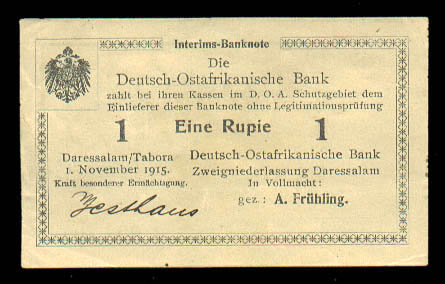 Interims-Banknote
Die
Deutsch-Ostafrikanische Bank
zahlt bei ihren Kassen im D. O. A. Schutzgebiet dem
Einlieferer dieser Banknote ohne Legitimationsprüfung
1 Eine Rupie 1
Daressalam/Tabora
1. November 1915.
Kraft besonderer Ermächtigung.
Deutsch-Ostafrikanische Bank
Zweigniederlassung Daressalam
In Vollmacht:
gez.: A. Frühling.